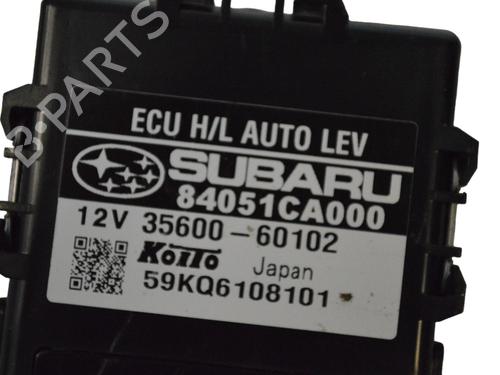 B-PARTS
ECU H/L AUTO LEV
SUBARU
84051CA000
12V 35600-60102
KOITO Japan
59KQ6108101